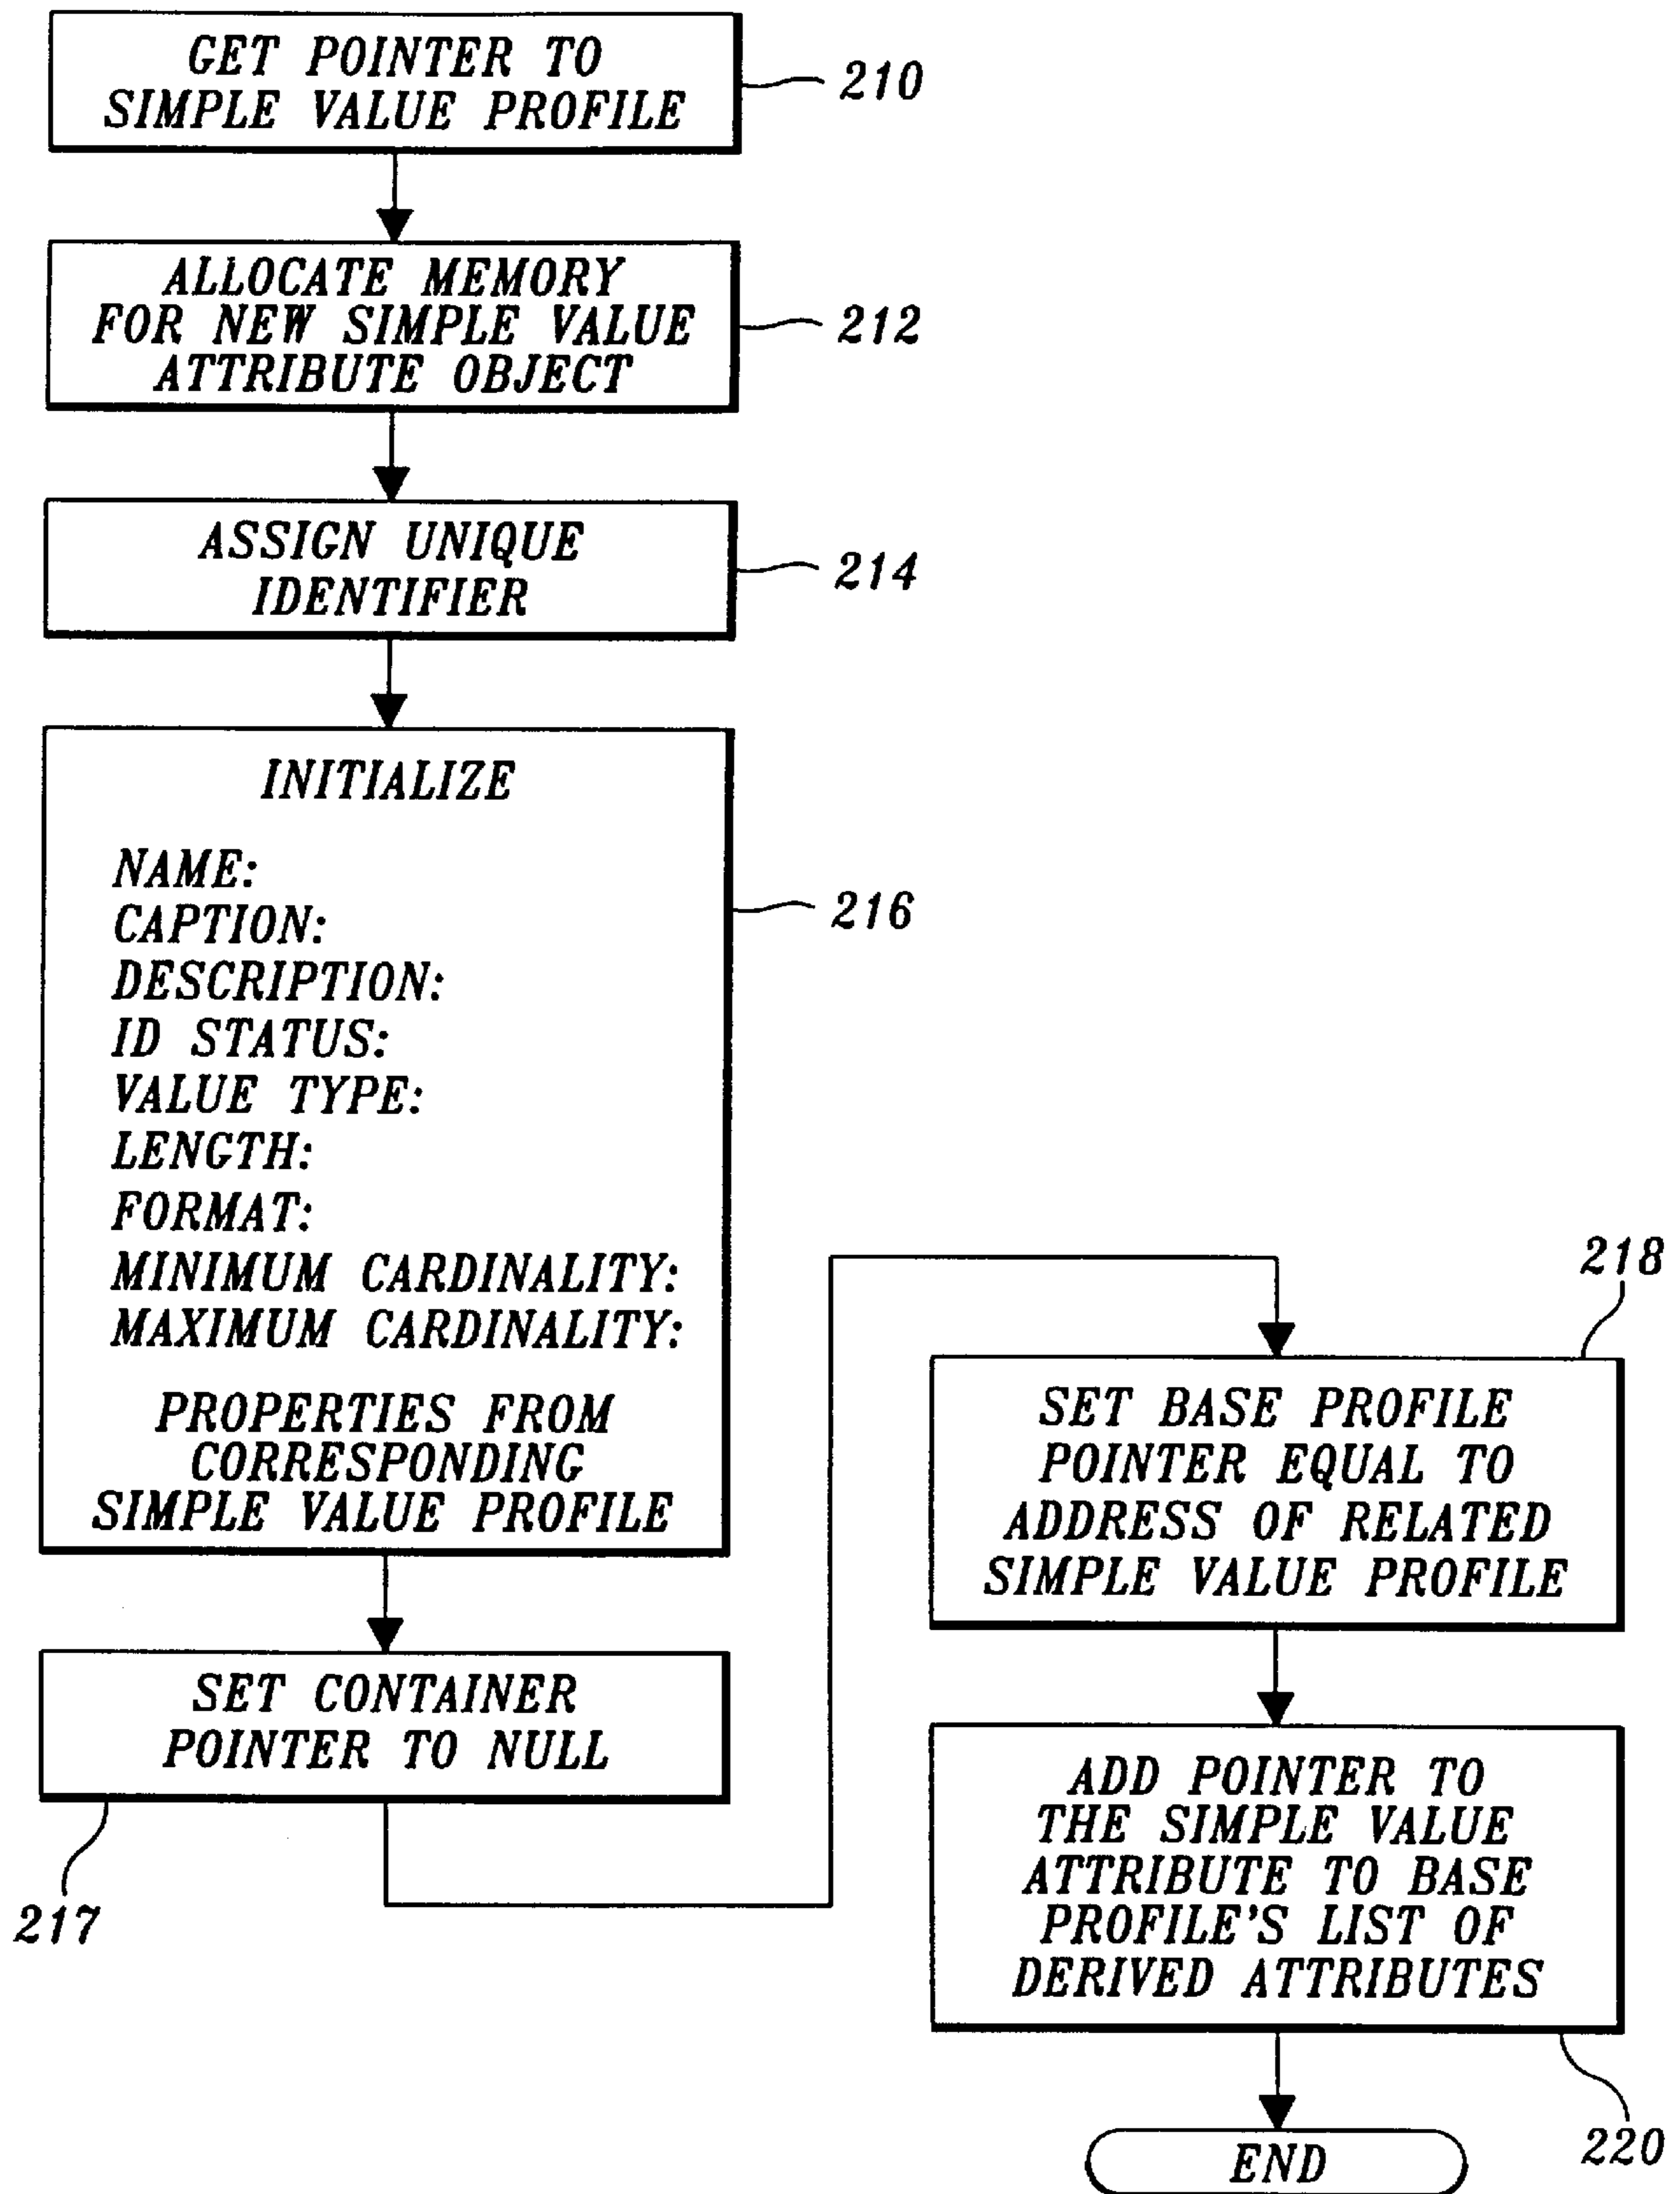 GET POINTER TO
SIMPLE VALUE PROFILE
210
ALLOCATE MEMORY
FOR NEW SIMPLE VALUE
ATTRIBUTE OBJECT
212
ASSIGN UNIQUE
IDENTIFIER
214
INITIALIZE
NAME:
CAPTION:
DESCRIPTION:
ID STATUS:
VALUE TYPE:
LENGTH:
FORMAT:
MINIMUM CARDINALITY:
MAXIMUM CARDINALITY:
PROPERTIES FROM
CORRESPONDING
SIMPLE VALUE PROFILE
216
SET CONTAINER
POINTER TO NULL
217
218
SET BASE PROFILE
POINTER EQUAL TO
ADDRESS OF RELATED
SIMPLE VALUE PROFILE
ADD POINTER TO
THE SIMPLE VALUE
ATTRIBUTE TO BASE
PROFILE'S LIST OF
DERIVED ATTRIBUTES
220
END